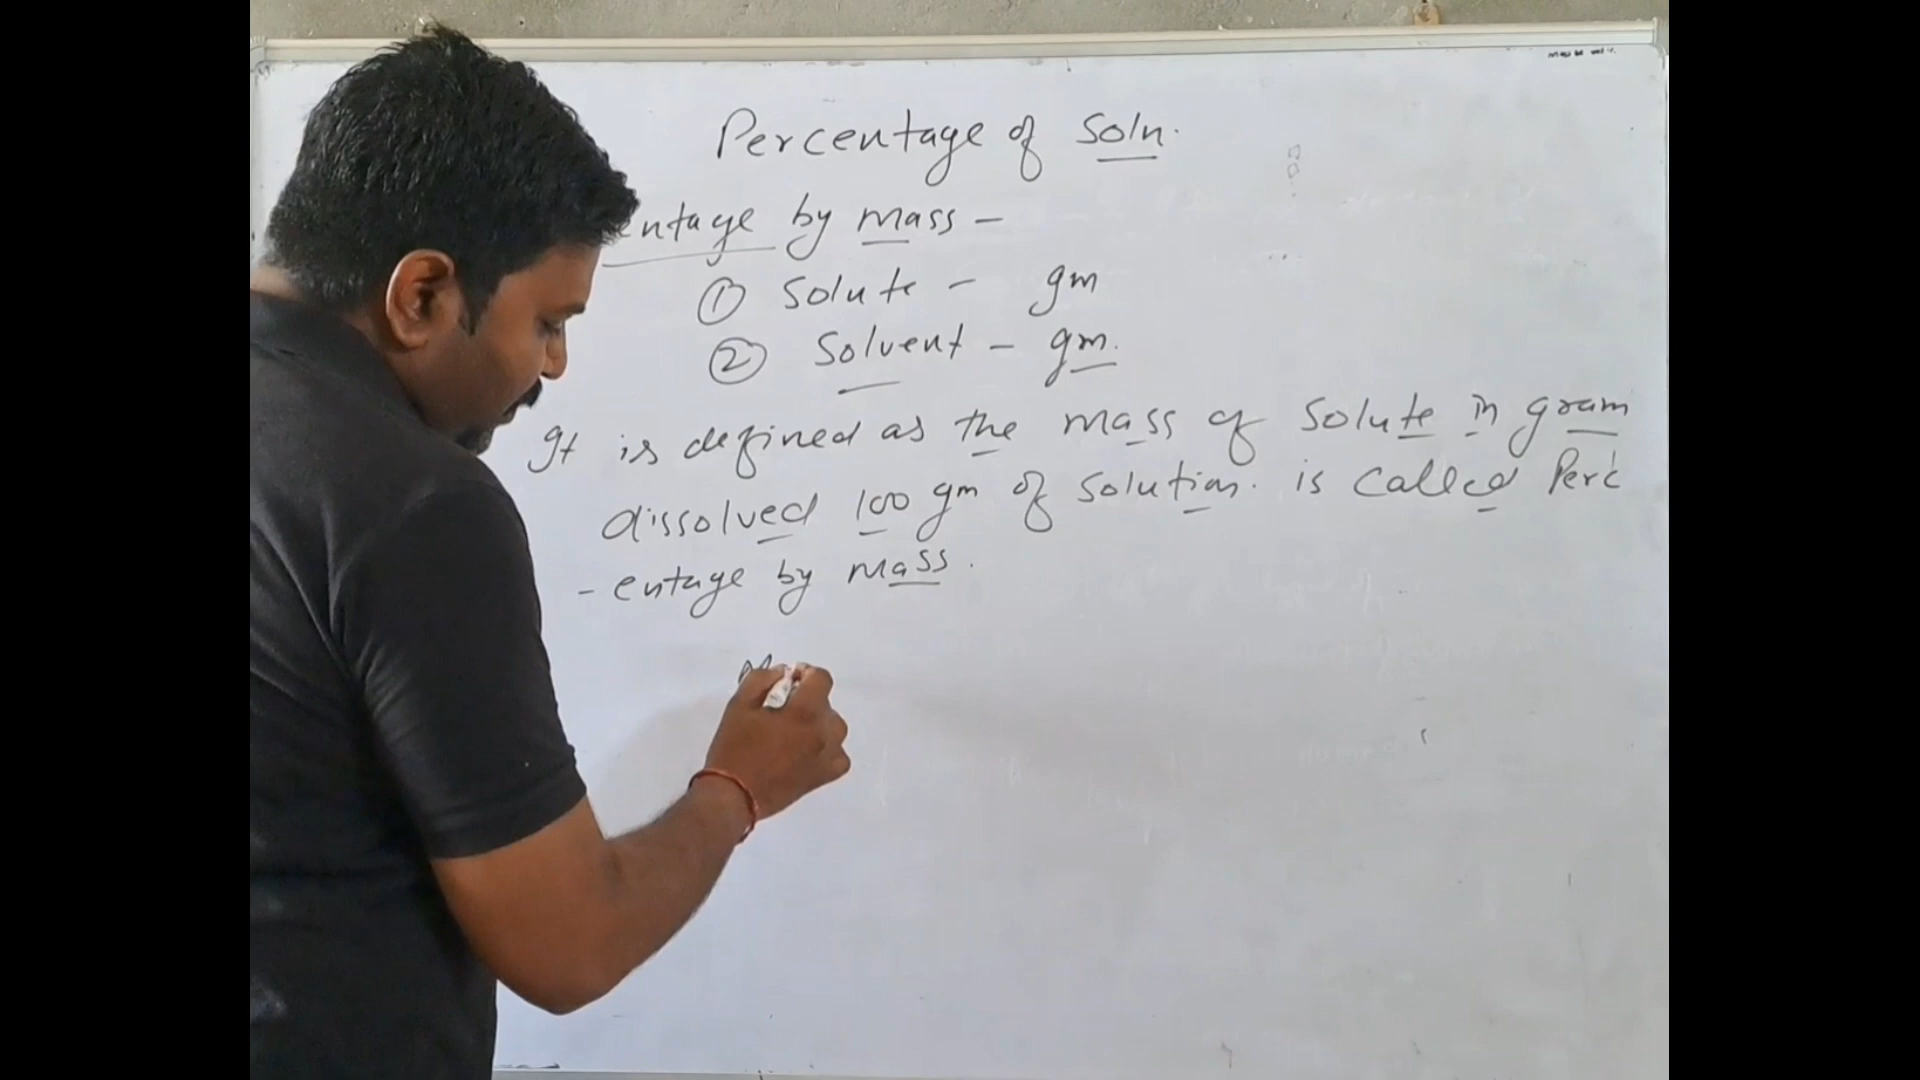 Percentage of Soln.
entage by mass -
① Solute - gm
② Solvent - gm.
It is defined as the mass of Solute in gram
dissolved 100 gm of Solution. is called Perc
- entage by mass.